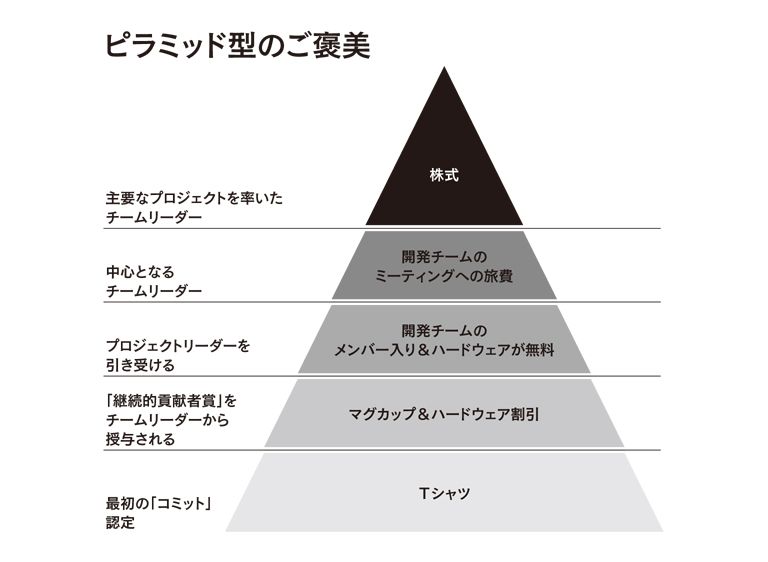 ピラミッド型のご褒美
株式
主要なプロジェクトを率いた
チームリーダー
開発チームの
ミーティングへの旅費
中心となる
チームリーダー
開発チームの
メンバー入り&ハードウェアが無料
プロジェクトリーダーを
引き受ける
「継続的貢献者賞」を
チームリーダーから
授与される
マグカップ&ハードウェア割引
Tシャツ
最初の「コミット」
認定